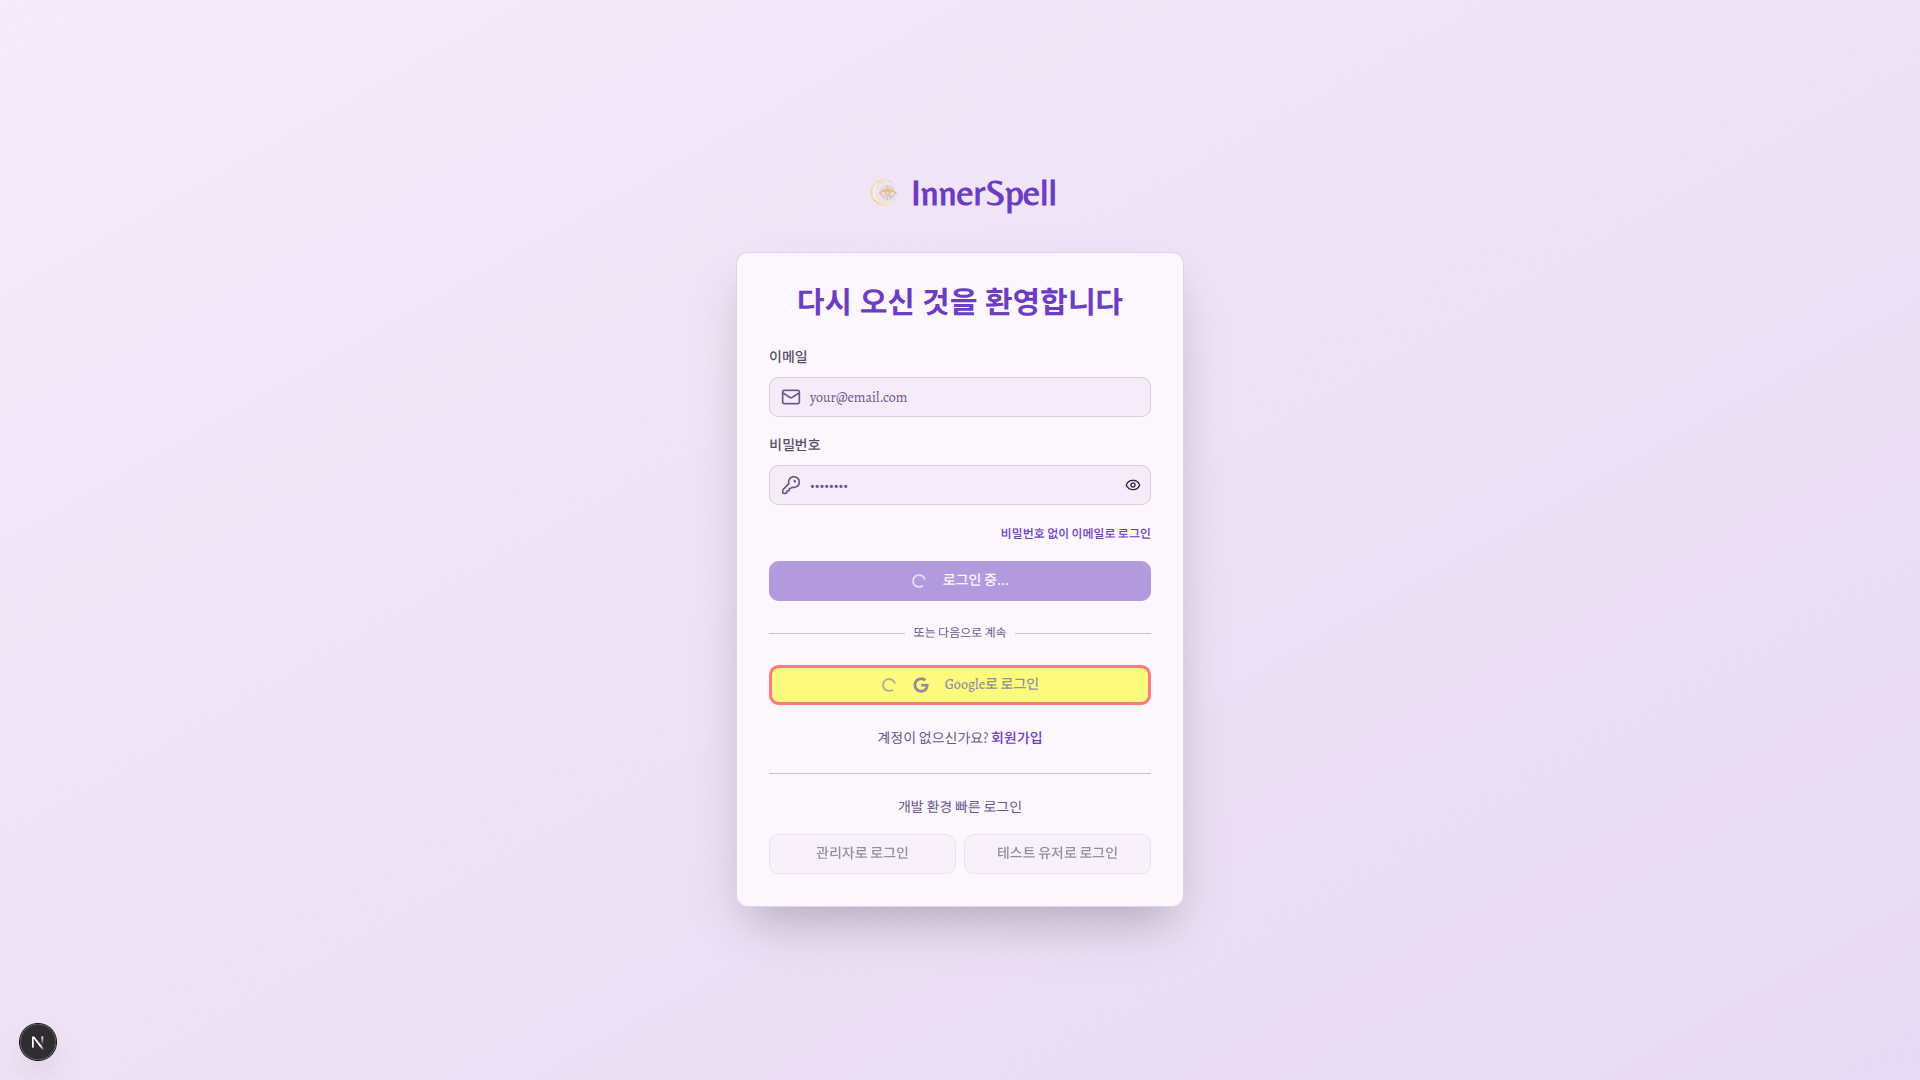 InnerSpell
다시 오신 것을 환영합니다
이메일
your@email.com
비밀번호
••••••••
비밀번호 없이 이메일로 로그인
로그인 중...
또는 다음으로 계속
G Google로 로그인
계정이 없으신가요? 회원가입
개발 환경 빠른 로그인
관리자로 로그인
테스트 유저로 로그인
N